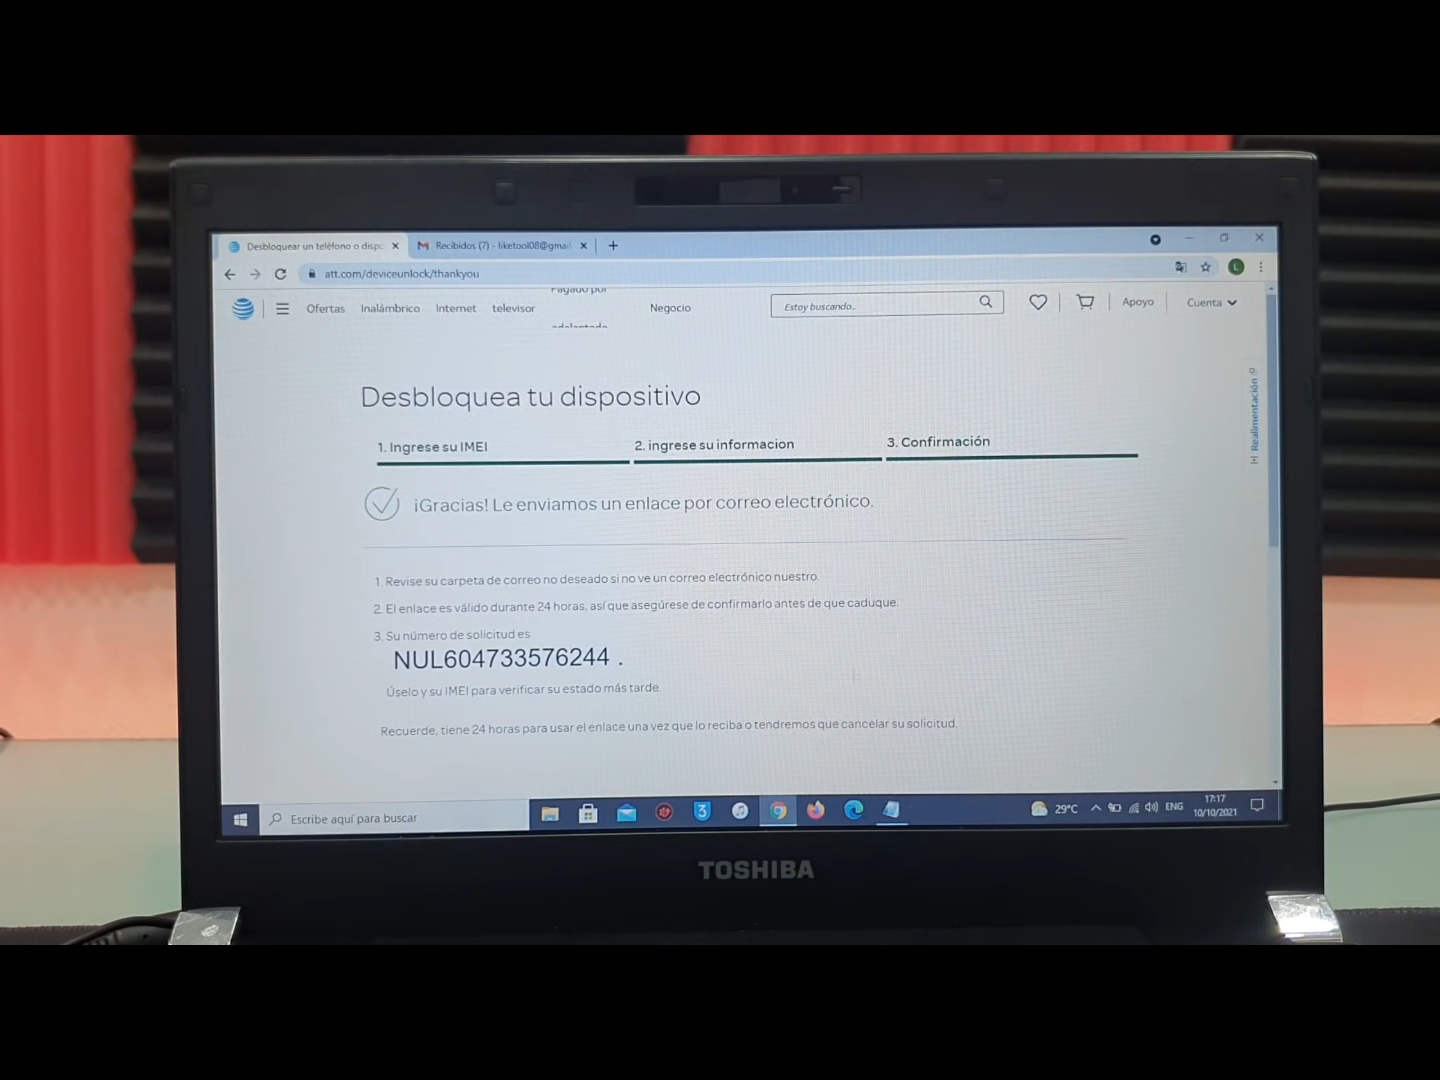 Desbloquear un teléfono o dispo
Recibidos (7) - liketool08@gmail
att.com/deviceunlock/thankyou
Ofertas Inalámbrico Internet televisor Pagado por adelantado Negocio
Estoy buscando..
Apoyo Cuenta
Realimentación
Desbloquea tu dispositivo
1. Ingrese su IMEI 2. ingrese su informacion 3. Confirmación
¡Gracias! Le enviamos un enlace por correo electrónico.
1. Revise su carpeta de correo no deseado si no ve un correo electrónico nuestro.
2. El enlace es válido durante 24 horas, así que asegúrese de confirmarlo antes de que caduque.
3. Su número de solicitud es
NUL604733576244 .
Úselo y su IMEI para verificar su estado más tarde.
Recuerde, tiene 24 horas para usar el enlace una vez que lo reciba o tendremos que cancelar su solicitud.
Escribe aquí para buscar
29°C ENG 17:17
10/10/2021
TOSHIBA